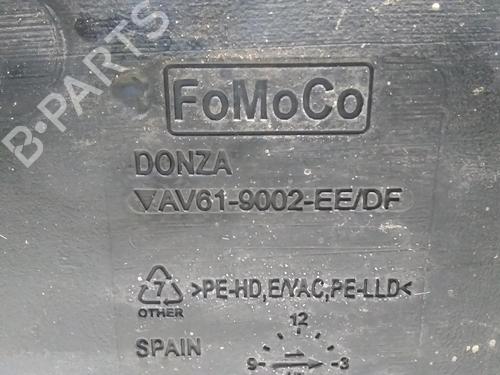 FoMoCo
DONZA
AV61-9002-EE/DF
7
OTHER
>PE-HD,E/VAC,PE-LLD<
SPAIN
12
9
3
B-PARTS